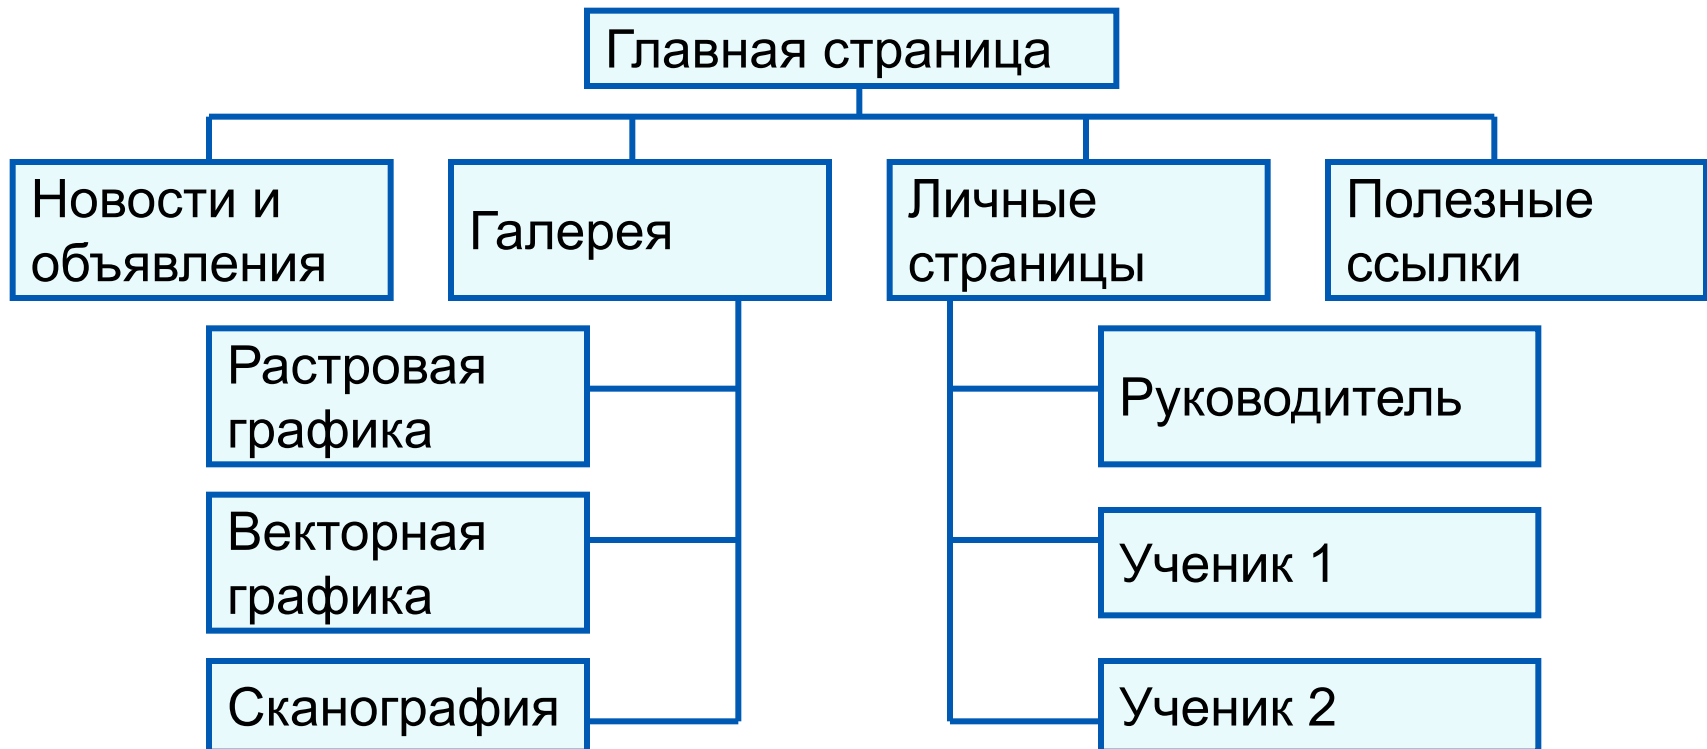 Главная страница
Новости и
объявления
Галерея
Личные
страницы
Полезные
ссылки
Растровая
графика
Векторная
графика
Сканография
Руководитель
Ученик 1
Ученик 2